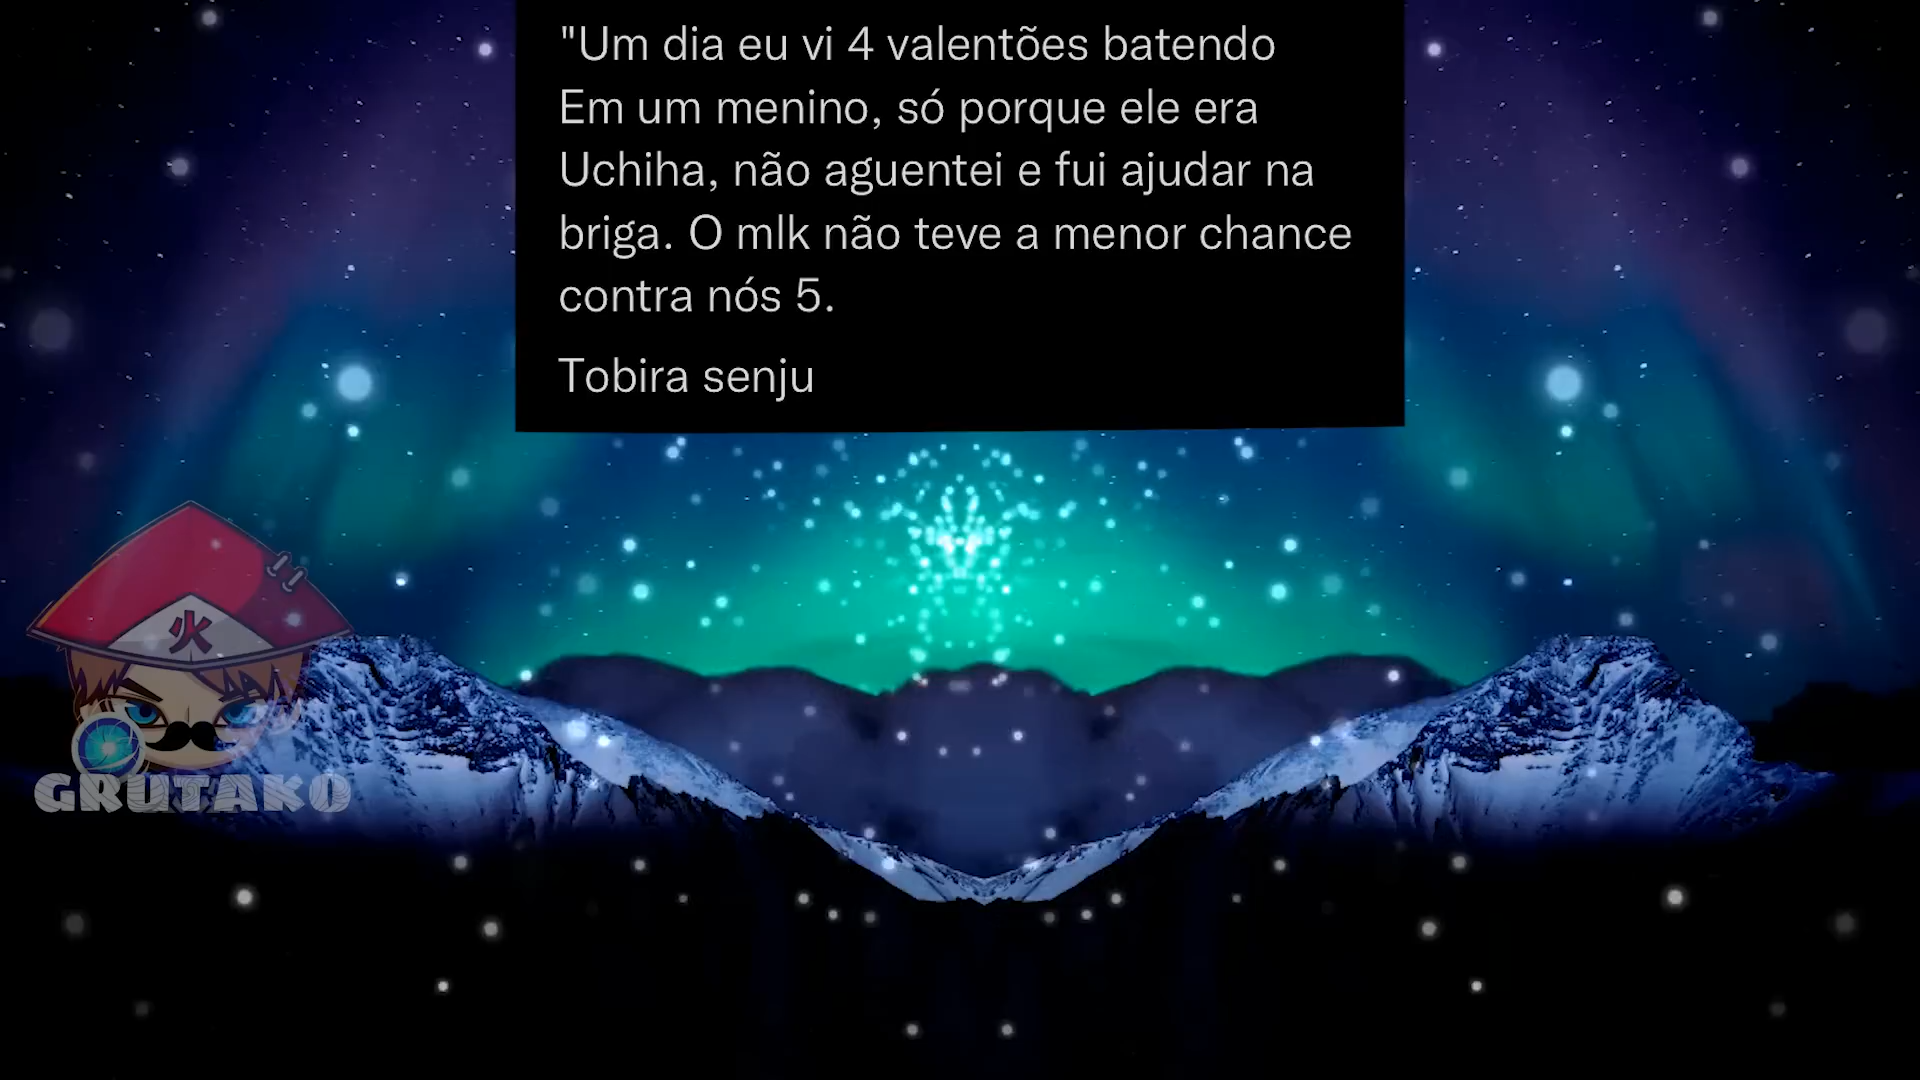 "Um dia eu vi 4 valentões batendo
Em um menino, só porque ele era
Uchiha, não aguentei e fui ajudar na
briga. O mlk não teve a menor chance
contra nós 5.
Tobira senju
火
GRUTAKO